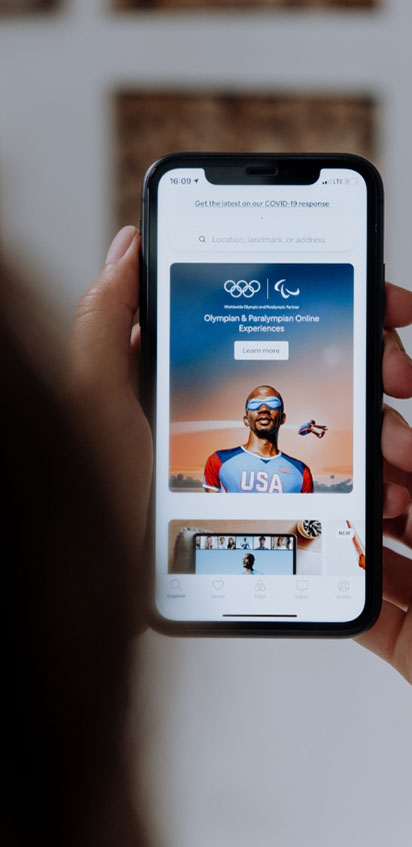 16:09
LTE
Get the latest on our COVID-19 response
Location, landmark, or address
Worldwide Olympic and Paralympic Partner
Olympian & Paralympian Online
Experiences
Learn more
USA
NEW
Explore
Saved
Trips
Inbox
Profile